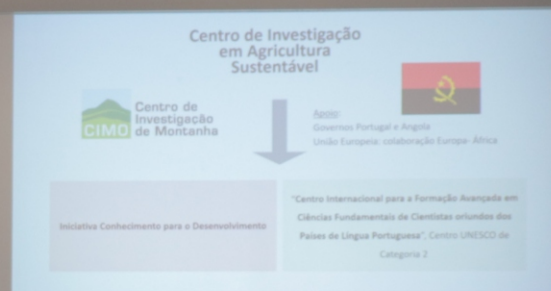 Centro de Investigação
em Agricultura
Sustentável
CIMO
Centro de
Investigação
de Montanha
Apoio:
Governos Portugal e Angola
União Europeia: colaboração Europa- África
Iniciativa Conhecimento para o Desenvolvimento
"Centro Internacional para a Formação Avançada em
Ciências Fundamentais de Cientistas oriundos dos
Países de Língua Portuguesa", Centro UNESCO de
Categoria 2